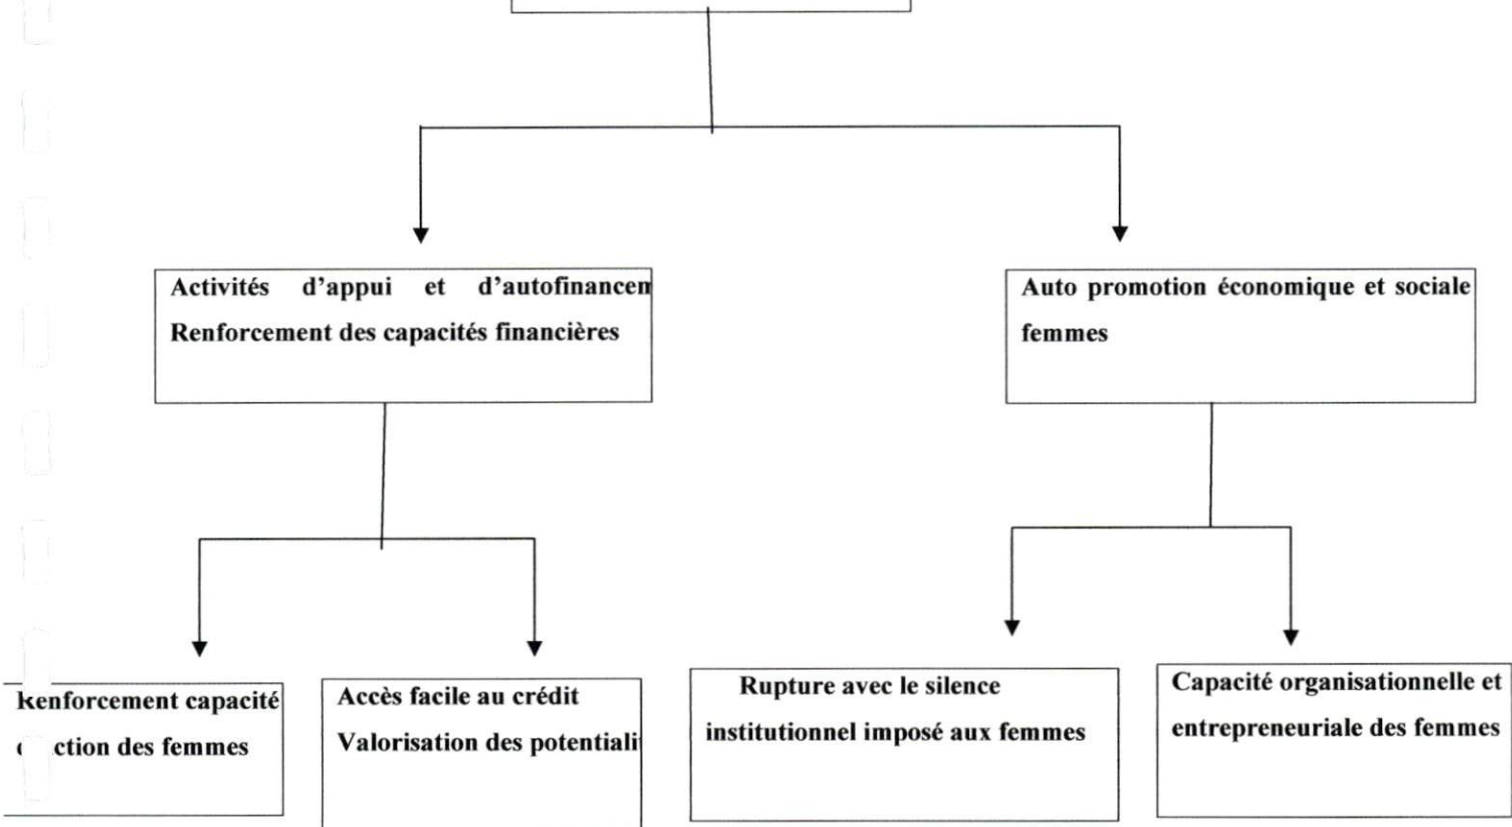 Activités d'appui et d'autofinancem
Renforcement des capacités financières
Auto promotion économique et sociale
femmes
Renforcement capacité
ction des femmes
Accès facile au crédit
Valorisation des potentiali
Rupture avec le silence
institutionnel imposé aux femmes
Capacité organisationnelle et
entrepreneuriale des femmes